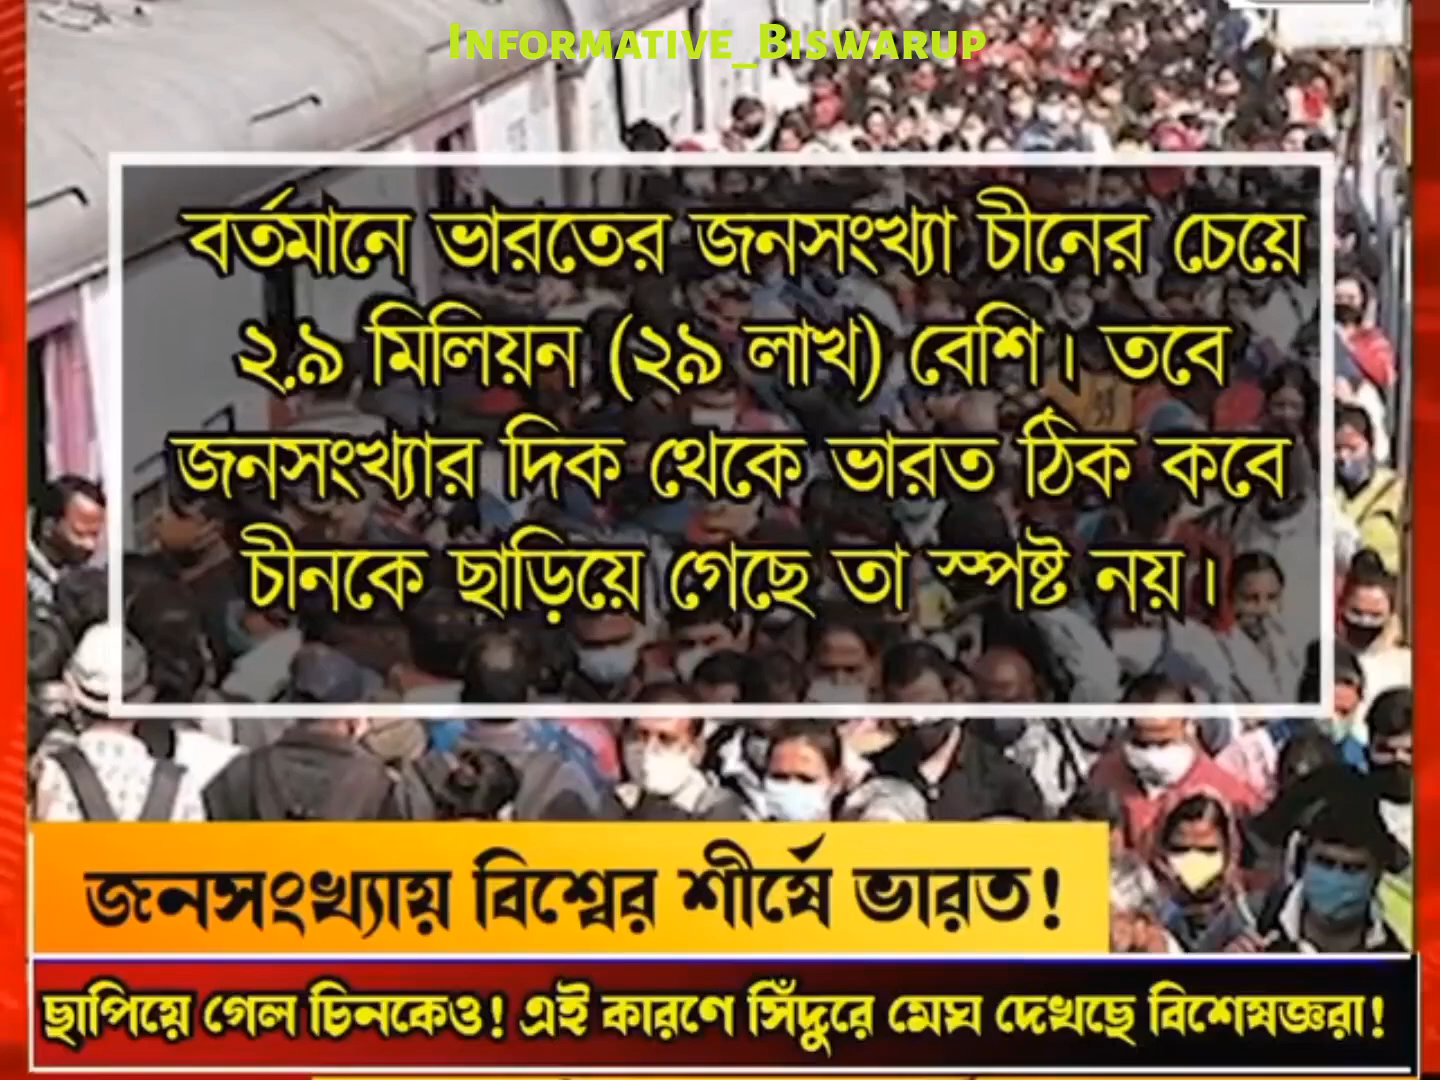 Informative_Biswarup
বর্তমানে ভারতের জনসংখ্যা চীনের চেয়ে
২.৯ মিলিয়ন (২৯ লাখ) বেশি। তবে
জনসংখ্যার দিক থেকে ভারত ঠিক কবে
চীনকে ছাড়িয়ে গেছে তা স্পষ্ট নয়।
জনসংখ্যায় বিশ্বের শীর্ষে ভারত!
ছাপিয়ে গেল চিনকেও! এই কারণে সিঁদুরে মেঘ দেখছে বিশেষজ্ঞরা!